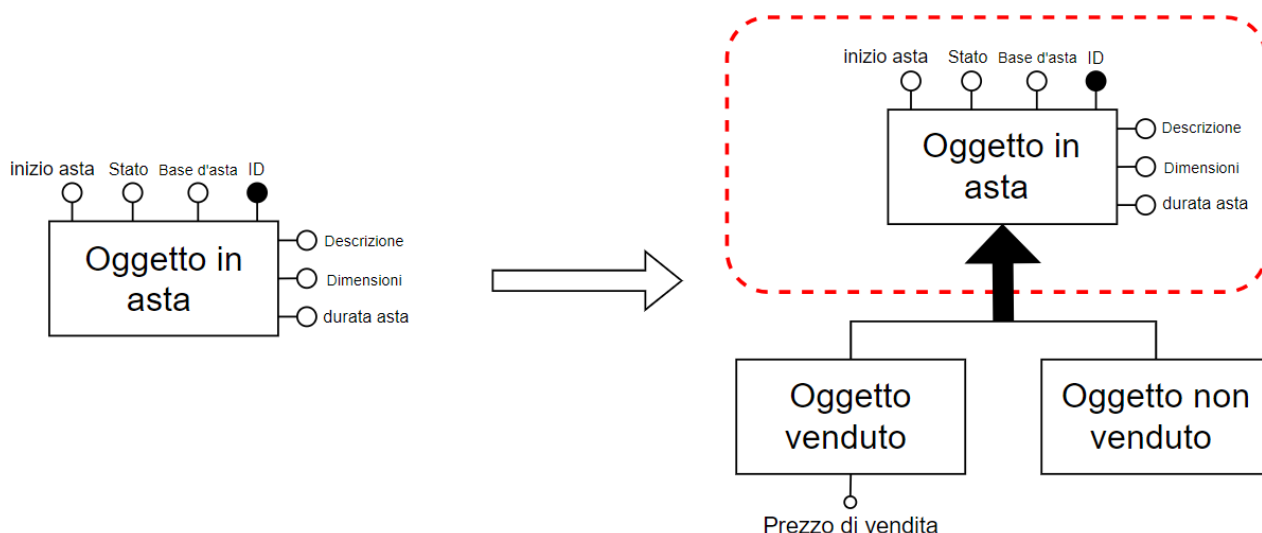 inizio asta Stato Base d'asta ID
Oggetto in
asta
Descrizione
Dimensioni
durata asta
inizio asta Stato Base d'asta ID
Oggetto in
asta
Descrizione
Dimensioni
durata asta
Oggetto
venduto
Prezzo di vendita
Oggetto non
venduto